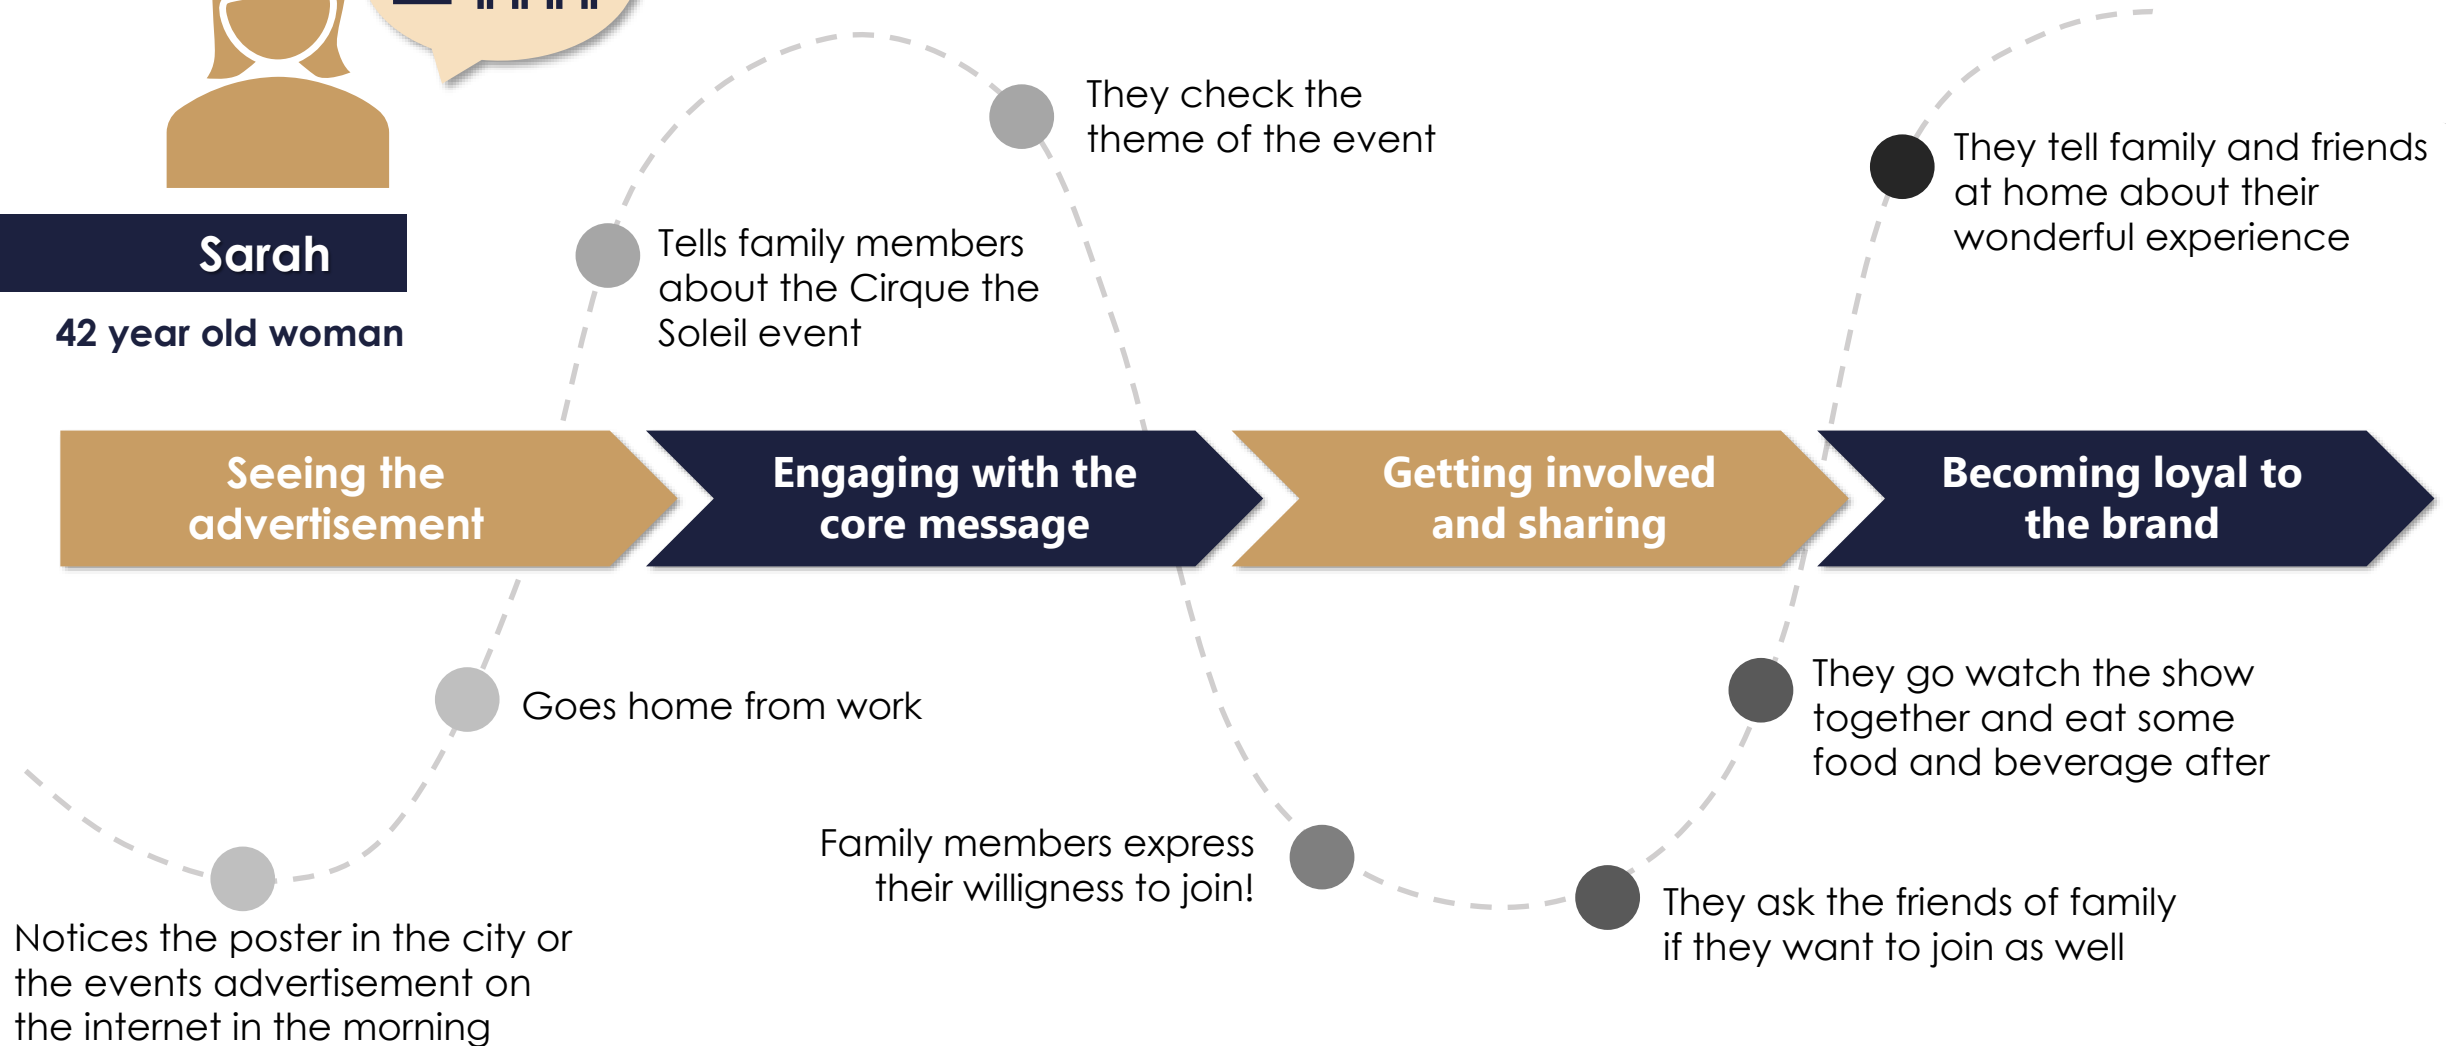 Sarah
42 year old woman
They check the
theme of the event
Tells family members
about the Cirque the
Soleil event
They tell family and friends
at home about their
wonderful experience
Seeing the
advertisement
Engaging with the
core message
Getting involved
and sharing
Becoming loyal to
the brand
Goes home from work
They go watch the show
together and eat some
food and beverage after
Family members express
their willigness to join!
They ask the friends of family
if they want to join as well
Notices the poster in the city or
the events advertisement on
the internet in the morning